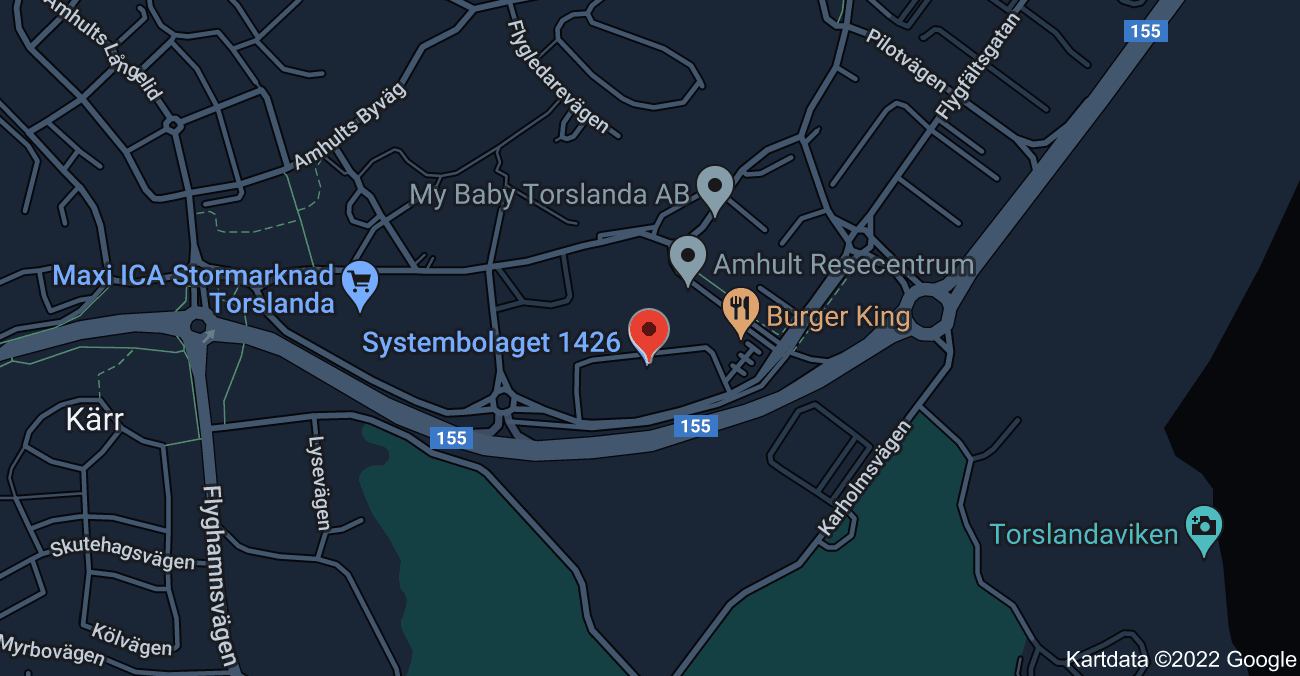 155
Amhults Långelid
Flygledarevägen
Pilotvägen
Flygfältsgatan
Amhults Byväg
My Baby Torslanda AB
Amhult Resecentrum
Maxi ICA Stormarknad
Torslanda
Burger King
Systembolaget 1426
Kärr
155
155
Lysevägen
Karholmsvägen
Flyghamnsvägen
Torslandaviken
Skutehagsvägen
Kölvägen
Myrbovägen
Kartdata ©2022 Google